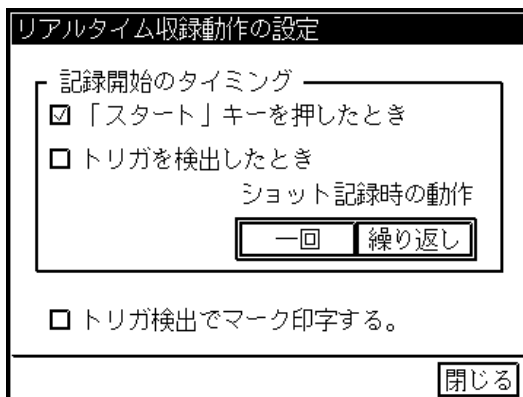 リアルタイム収録動作の設定
記録開始のタイミング
「スタート」キーを押したとき
トリガを検出したとき
ショット記録時の動作
一回 繰り返し
トリガ検出でマーク印字する。
閉じる